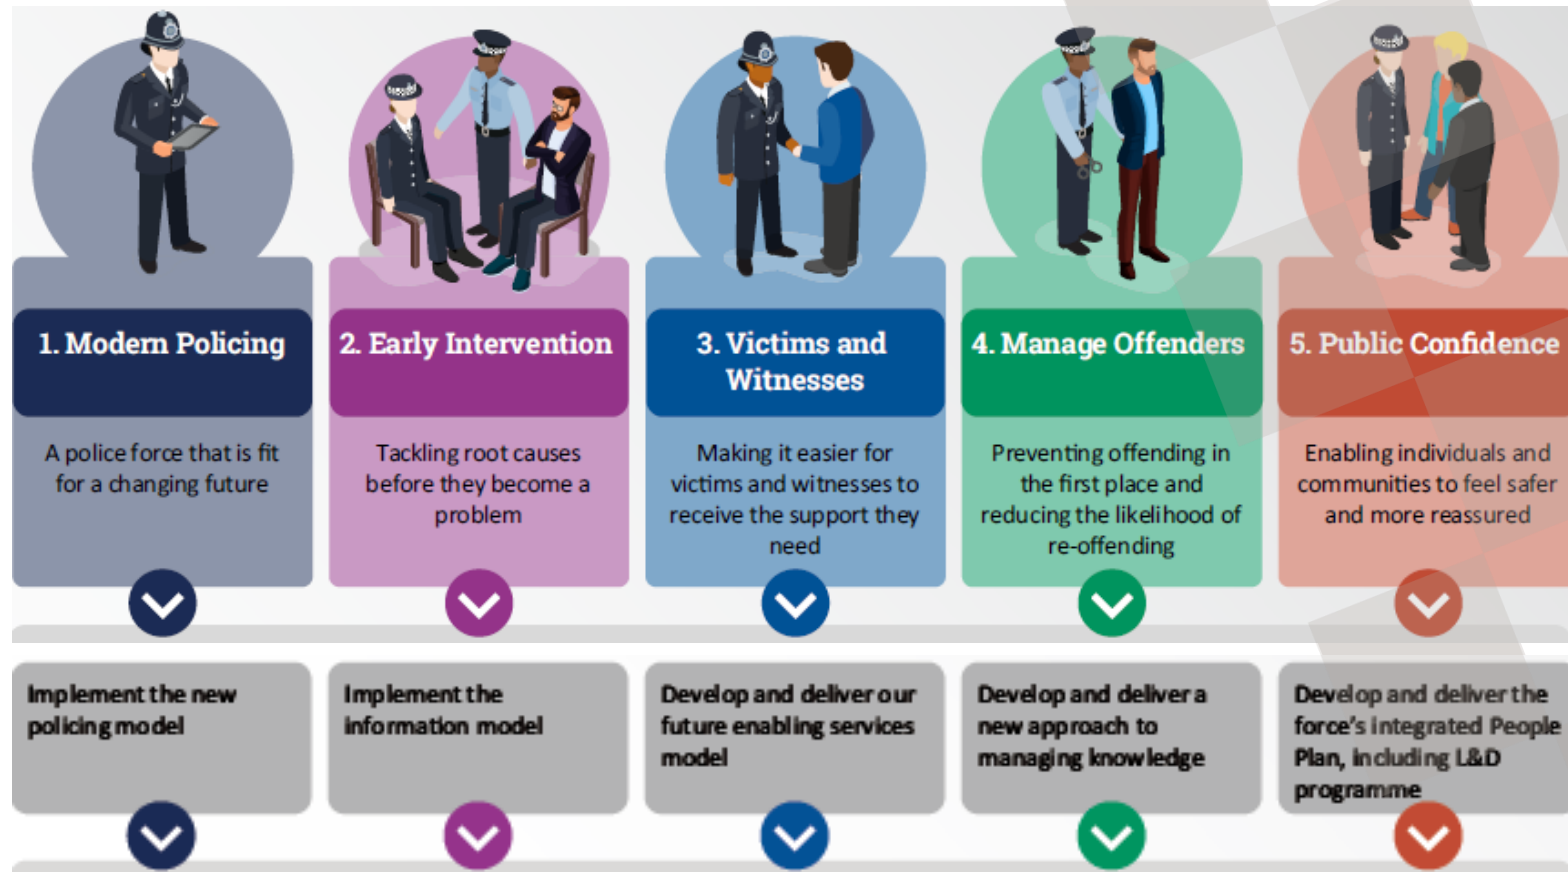 1. Modern Policing
A police force that is fit
for a changing future
2. Early Intervention
Tackling root causes
before they become a
problem
3. Victims and
Witnesses
Making it easier for
victims and witnesses to
receive the support they
need
4. Manage Offenders
Preventing offending in
the first place and
reducing the likelihood of
re-offending
5. Public Confidence
Enabling individuals and
communities to feel safer
and more reassured
Implement the new
policing model
Implement the
information model
Develop and deliver our
future enabling services
model
Develop and deliver a
new approach to
managing knowledge
Develop and deliver the
force's Integrated People
Plan, including L&D
programme